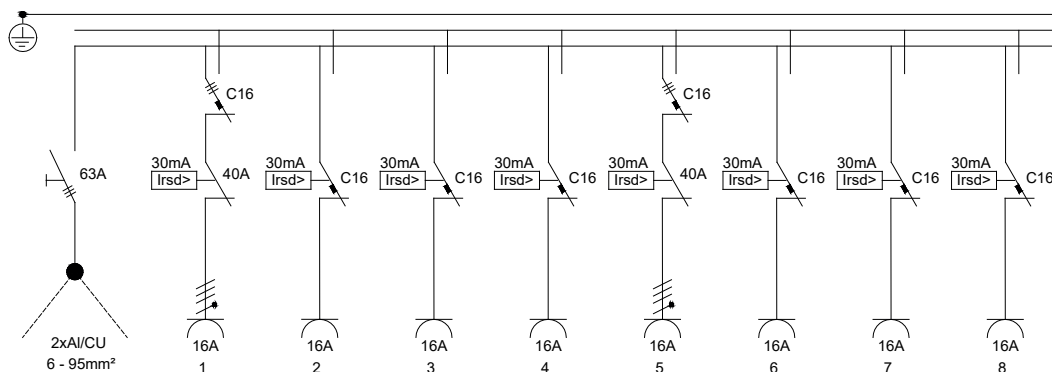 C16 C16
30mA 30mA 30mA 30mA 30mA 30mA 30mA 30mA
63A Irsd> 40A Irsd> C16 Irsd> C16 Irsd> C16 Irsd> 40A Irsd> C16 Irsd> C16 Irsd> C16
2xAl/CU 16A 16A 16A 16A 16A 16A 16A 16A
6 - 95mm² 1 2 3 4 5 6 7 8